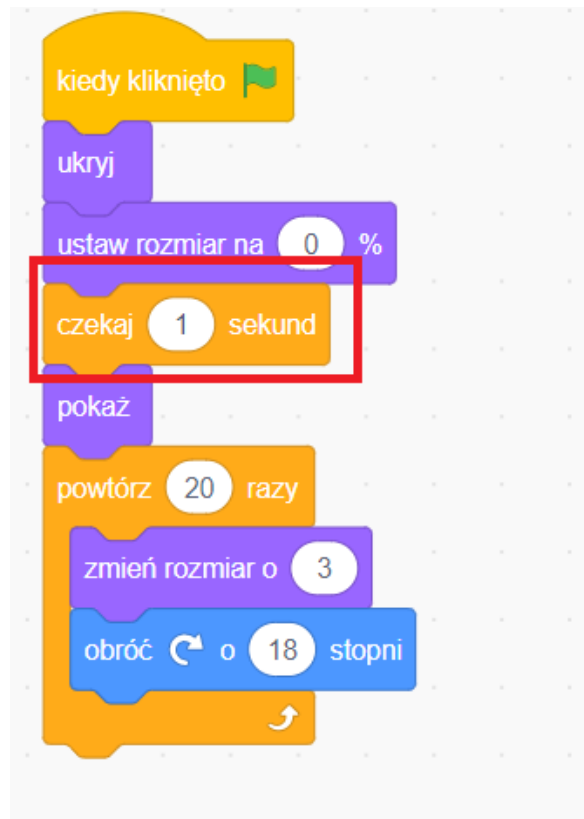 kiedy kliknięto
ukryj
ustaw rozmiar na 0 %
czekaj 1 sekund
pokaż
powtórz 20 razy
zmień rozmiar o 3
obróć o 18 stopni